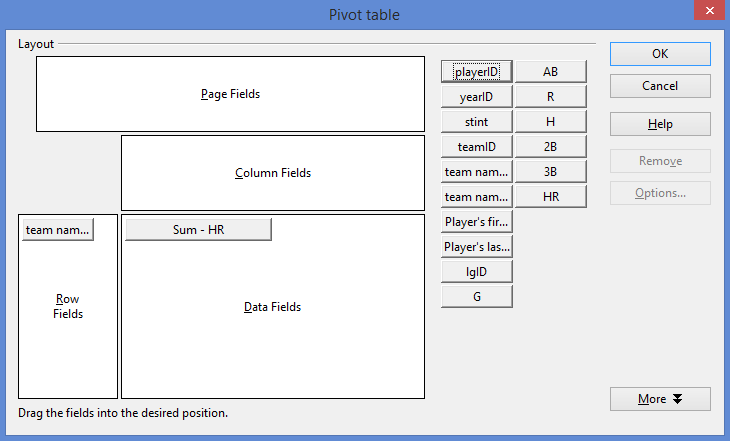 Pivot table
Layout
Page Fields
Column Fields
team nam...
Row
Fields
Sum - HR
Data Fields
playerID
AB
yearID
R
stint
H
teamID
2B
team nam...
3B
team nam...
HR
Player's fir...
Player's las...
lgID
G
OK
Cancel
Help
Remove
Options...
More
Drag the fields into the desired position.